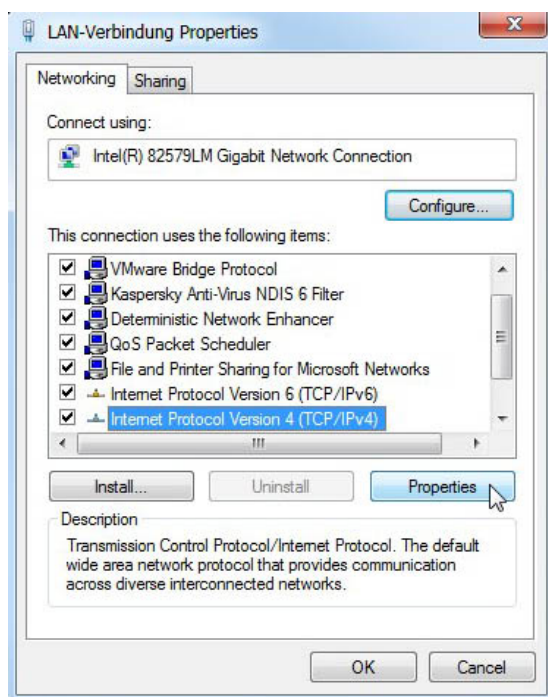 LAN-Verbindung Properties
Networking
Sharing
Connect using:
Intel(R) 82579LM Gigabit Network Connection
Configure...
This connection uses the following items:
VMware Bridge Protocol
Kaspersky Anti-Virus NDIS 6 Filter
Deterministic Network Enhancer
QoS Packet Scheduler
File and Printer Sharing for Microsoft Networks
Internet Protocol Version 6 (TCP/IPv6)
Internet Protocol Version 4 (TCP/IPv4)
Install...
Uninstall
Properties
Description
Transmission Control Protocol/Internet Protocol. The default
wide area network protocol that provides communication
across diverse interconnected networks.
OK
Cancel